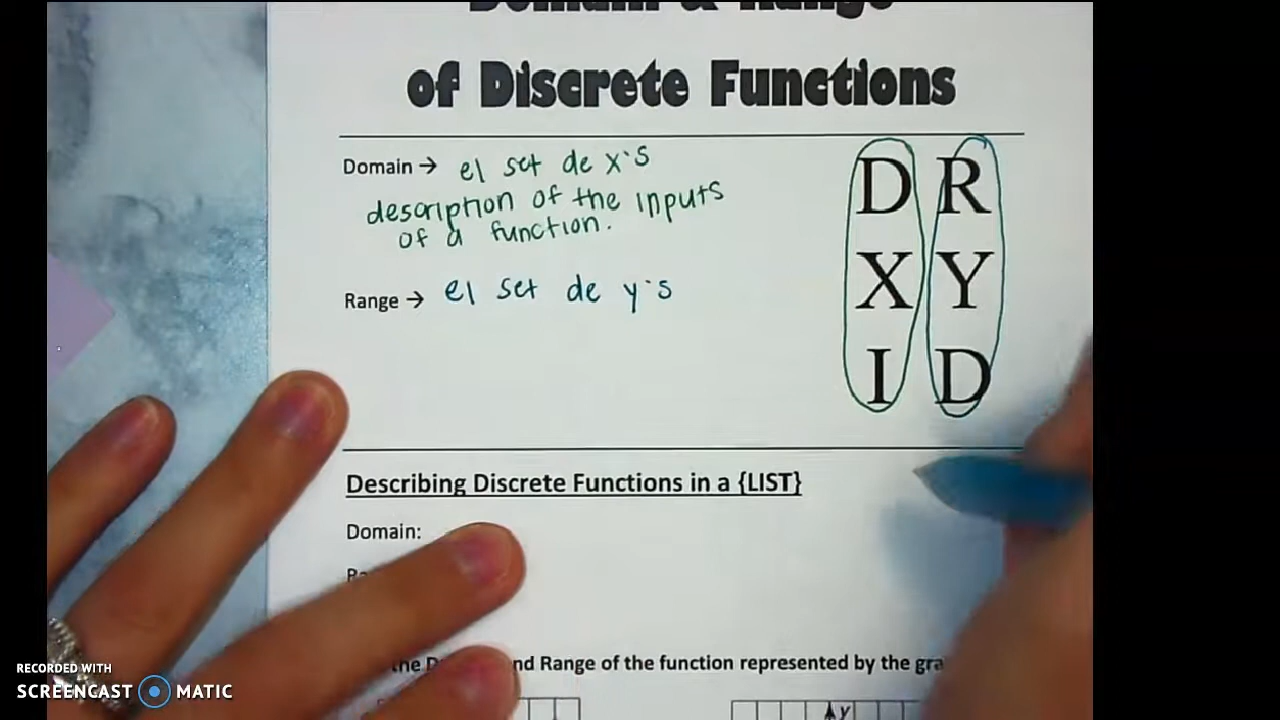 of Discrete Functions
Domain → el set de x's
description of the inputs
of a function.
Range → el set de y's
D R
X Y
I D
Describing Discrete Functions in a {LIST}
Domain:
the nd Range of the function represented by the
y
RECORDED WITH
SCREENCAST MATIC